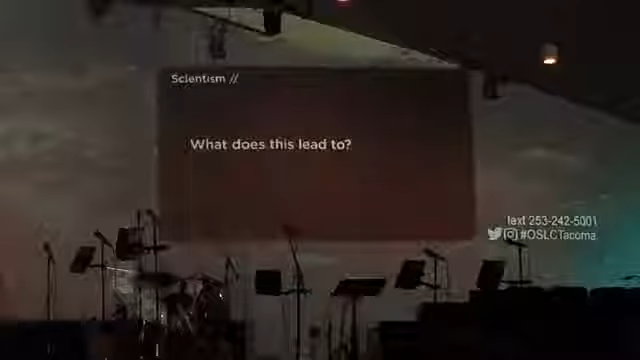 Scientism //
What does this lead to?
text 253-242-5001
#OSLCTacoma